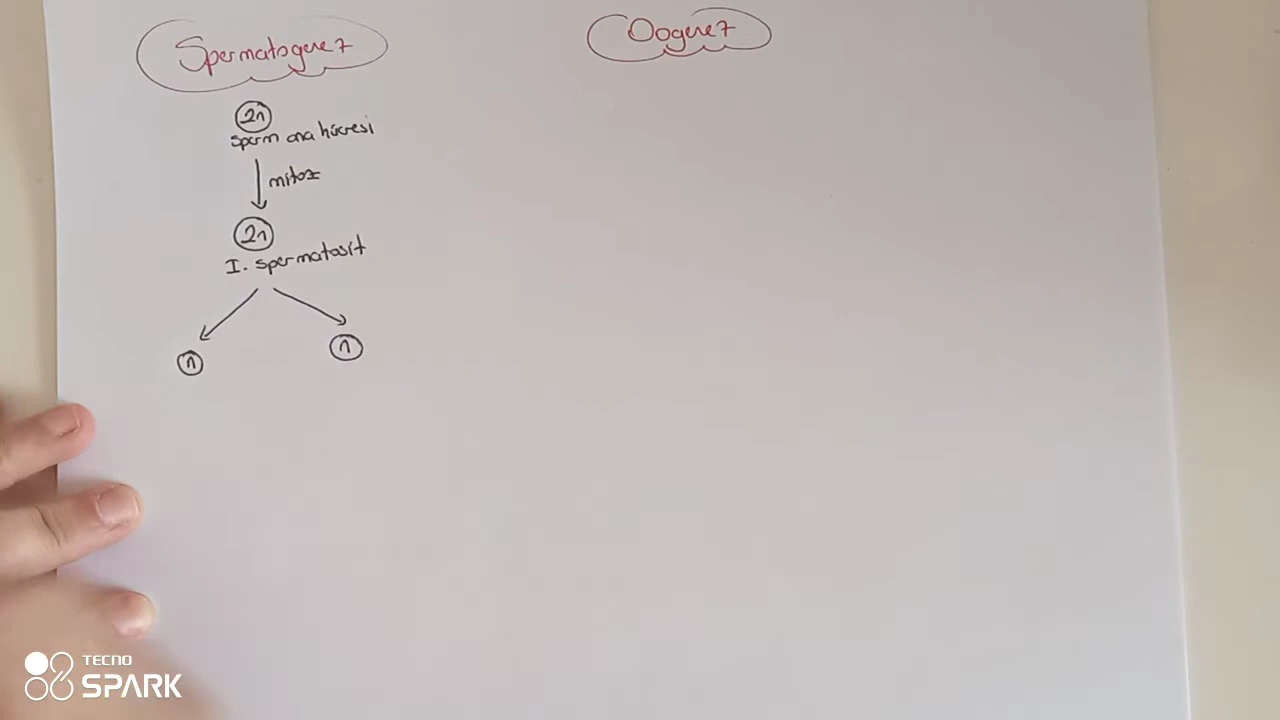 Spermatogenez
Oogenez
2n
sperm ana hücresi
mitoz
2n
I. spermatosit
n
n
TECNO
SPARK